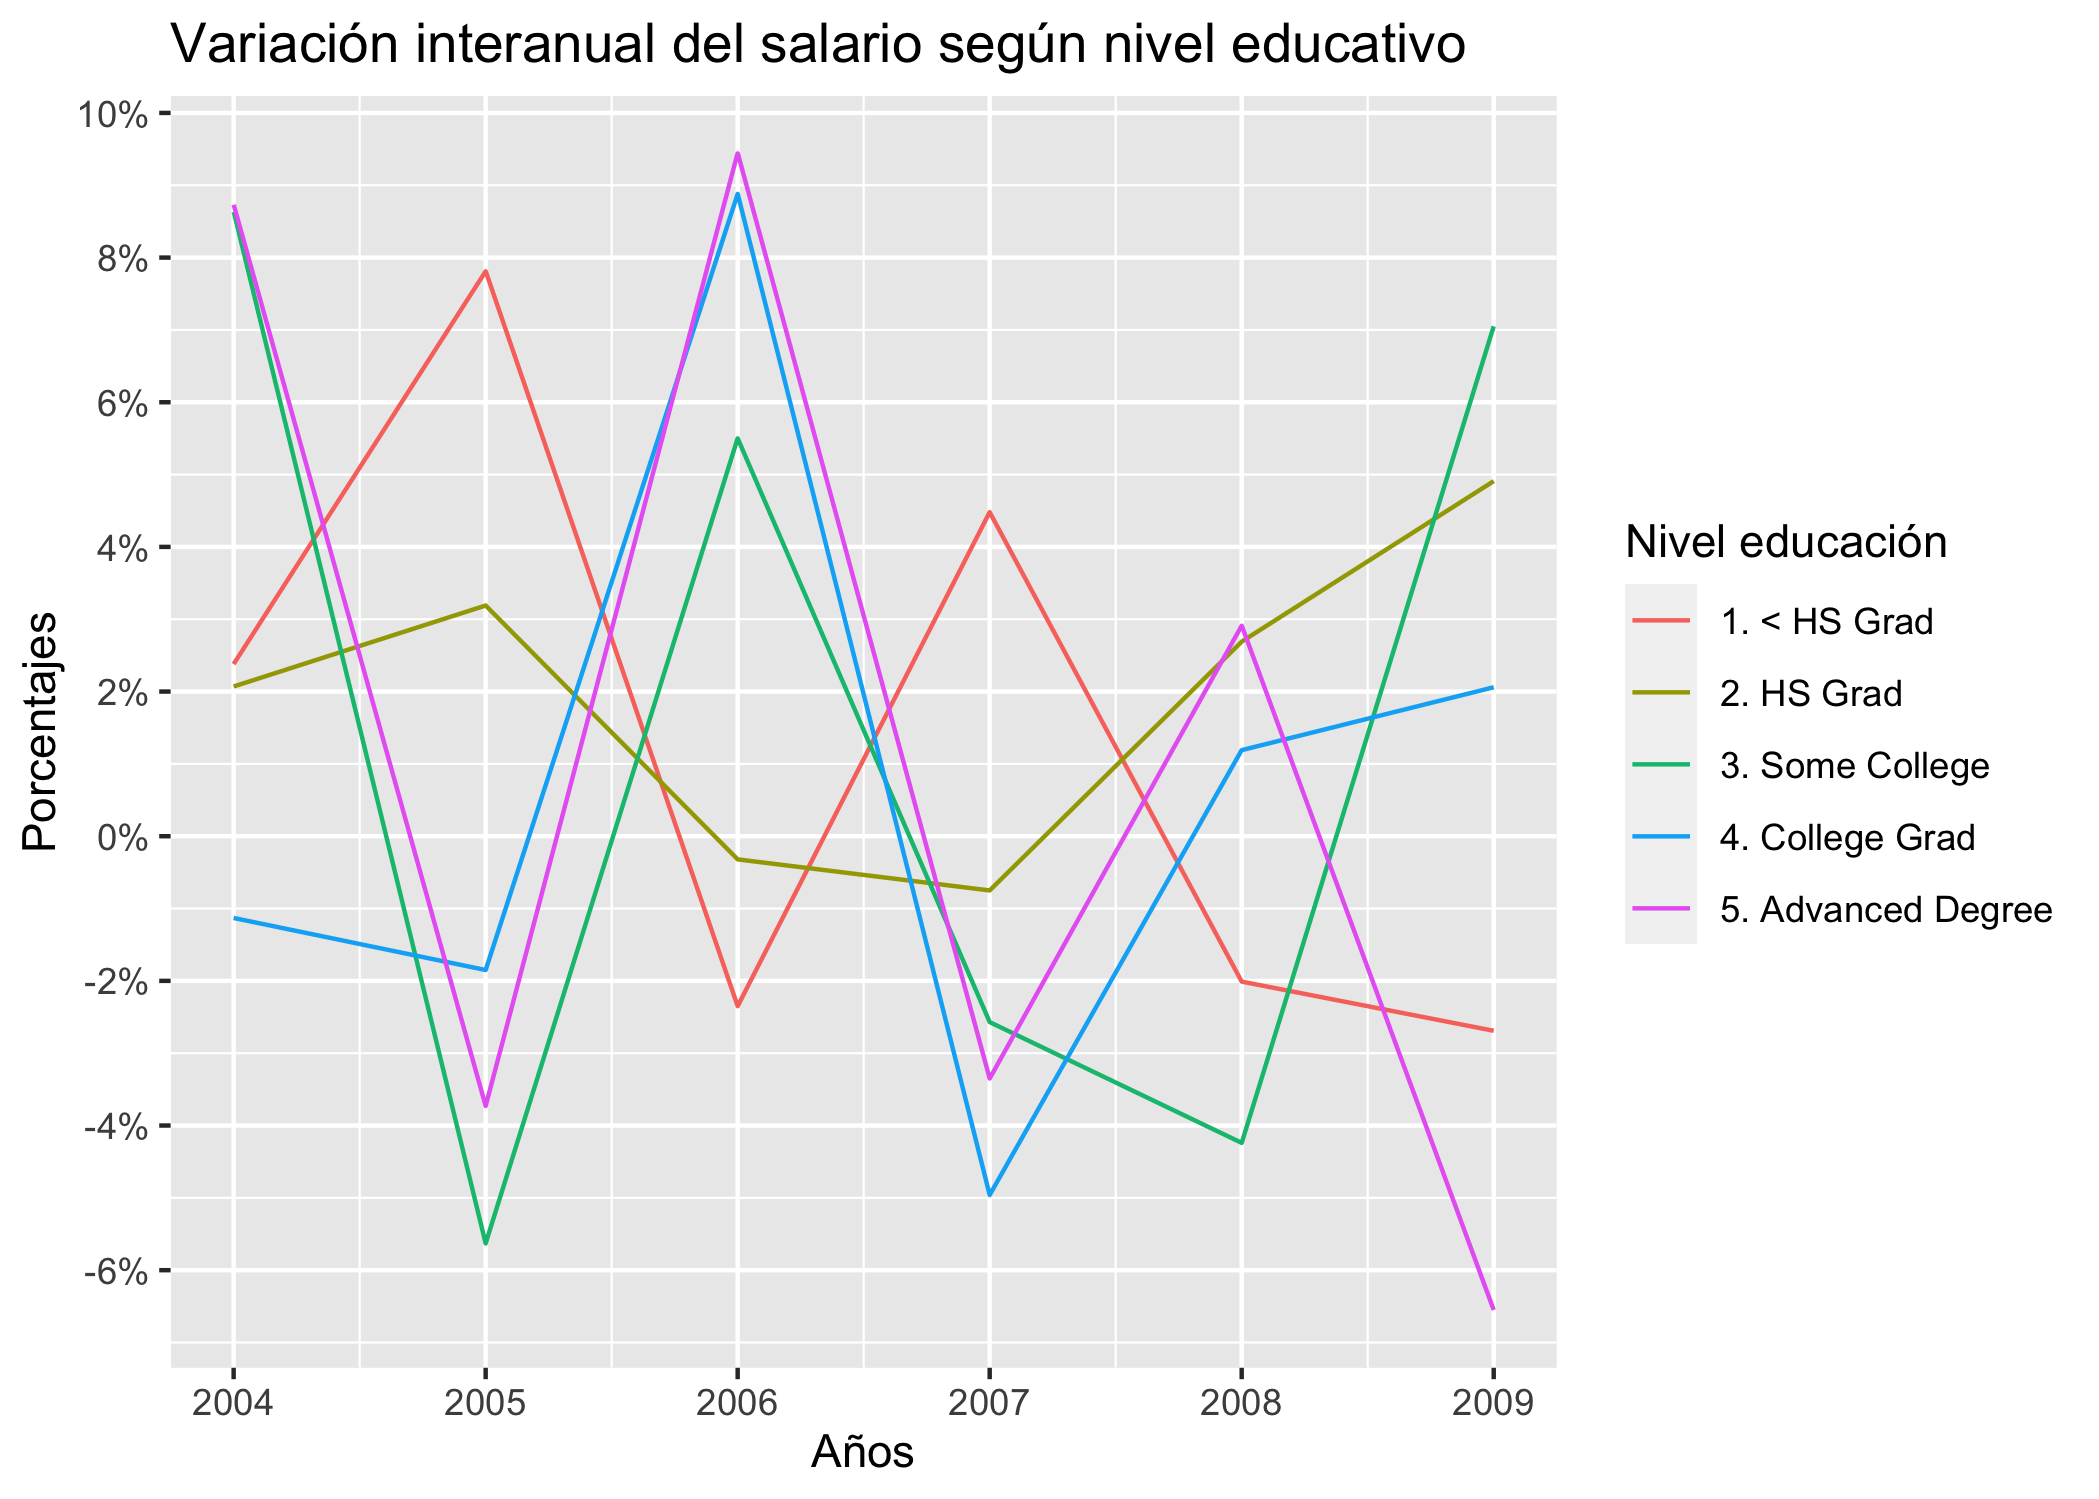 Variación interanual del salario según nivel educativo
10%
8%
6%
4%
2%
0%
-2%
-4%
-6%
Porcentajes
2004 2005 2006 2007 2008 2009
Años
Nivel educación
1. < HS Grad
2. HS Grad
3. Some College
4. College Grad
5. Advanced Degree